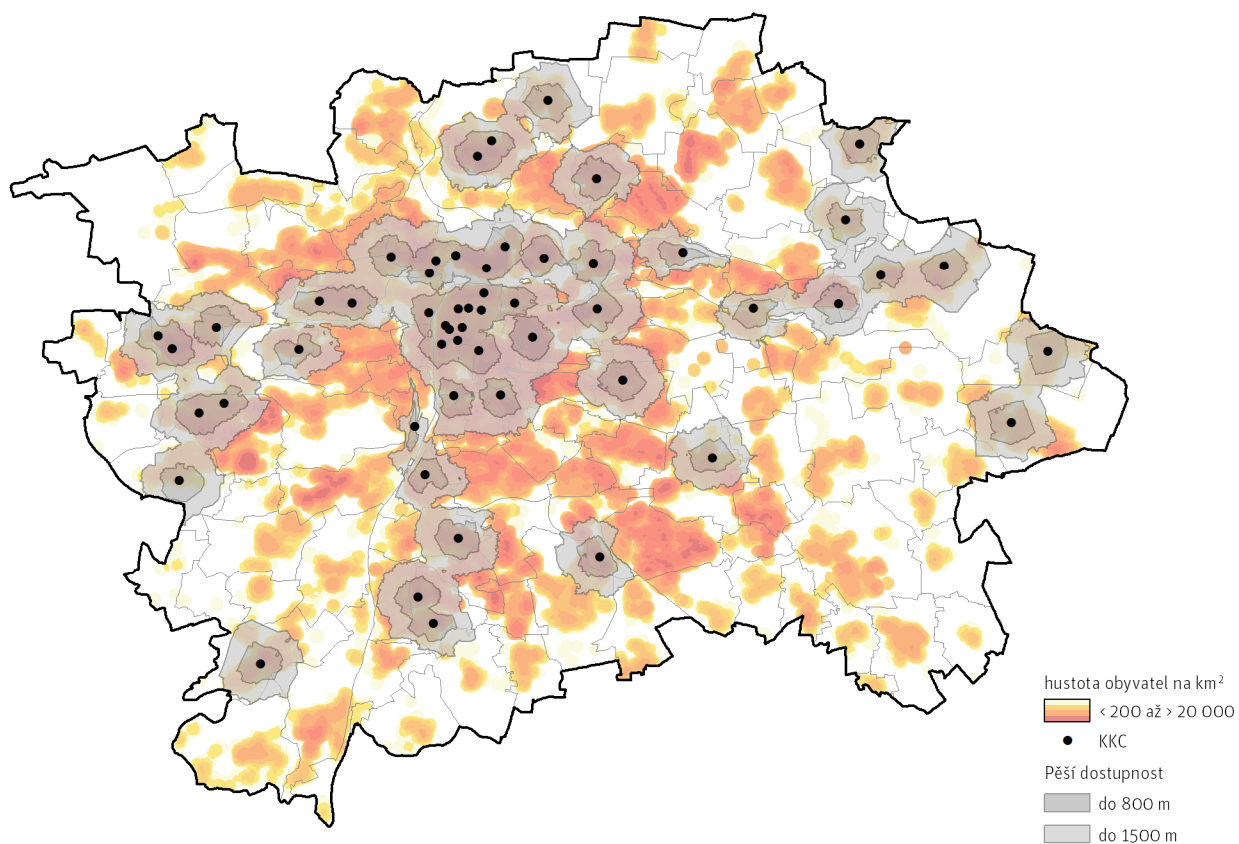 hustota obyvatel na km²
< 200 až > 20 000
KKC
Pěší dostupnost
do 800 m
do 1500 m